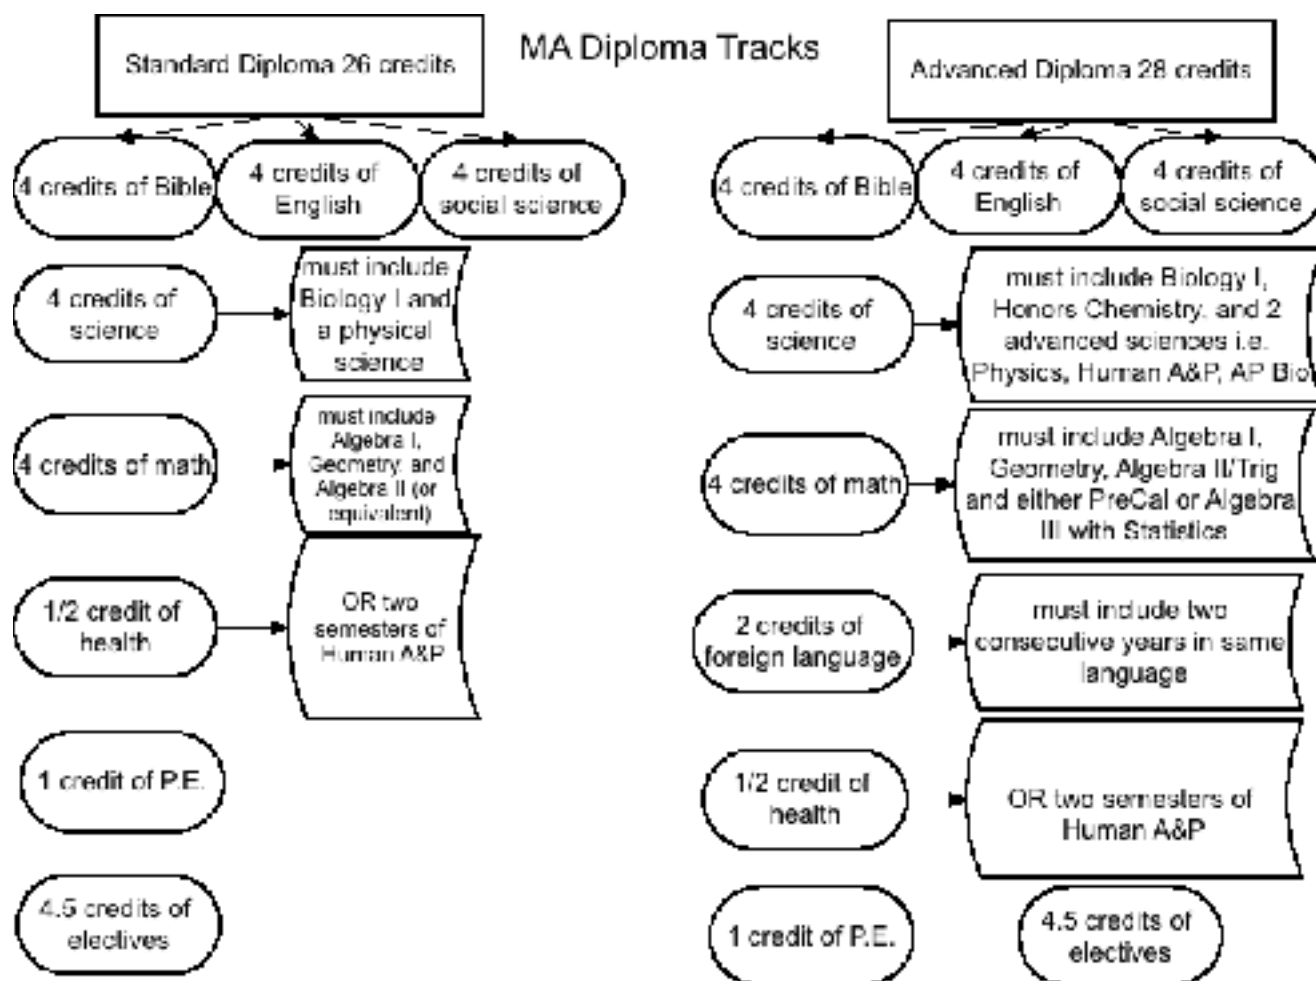 MA Diploma Tracks
Standard Diploma 26 credits
4 credits of Bible
4 credits of
English
4 credits of
social science
4 credits of
science
must include
Biology I and
a physical
science
4 credits of math
must include
Algebra I,
Geometry, and
Algebra II (or
equivalent)
1/2 credit of
health
OR two
semesters of
Human A&P
1 credit of P.E.
4.5 credits of
electives
Advanced Diploma 28 credits
4 credits of Bible
4 credits of
English
4 credits of
social science
4 credits of
science
must include Biology I,
Honors Chemistry, and 2
advanced sciences i.e.
Physics, Human A&P, AP Bio
4 credits of math
must include Algebra I,
Geometry, Algebra II/Trig
and either PreCal or Algebra
III with Statistics
2 credits of
foreign language
must include two
consecutive years in same
language
1/2 credit of
health
OR two semesters of
Human A&P
1 credit of P.E.
4.5 credits of
electives